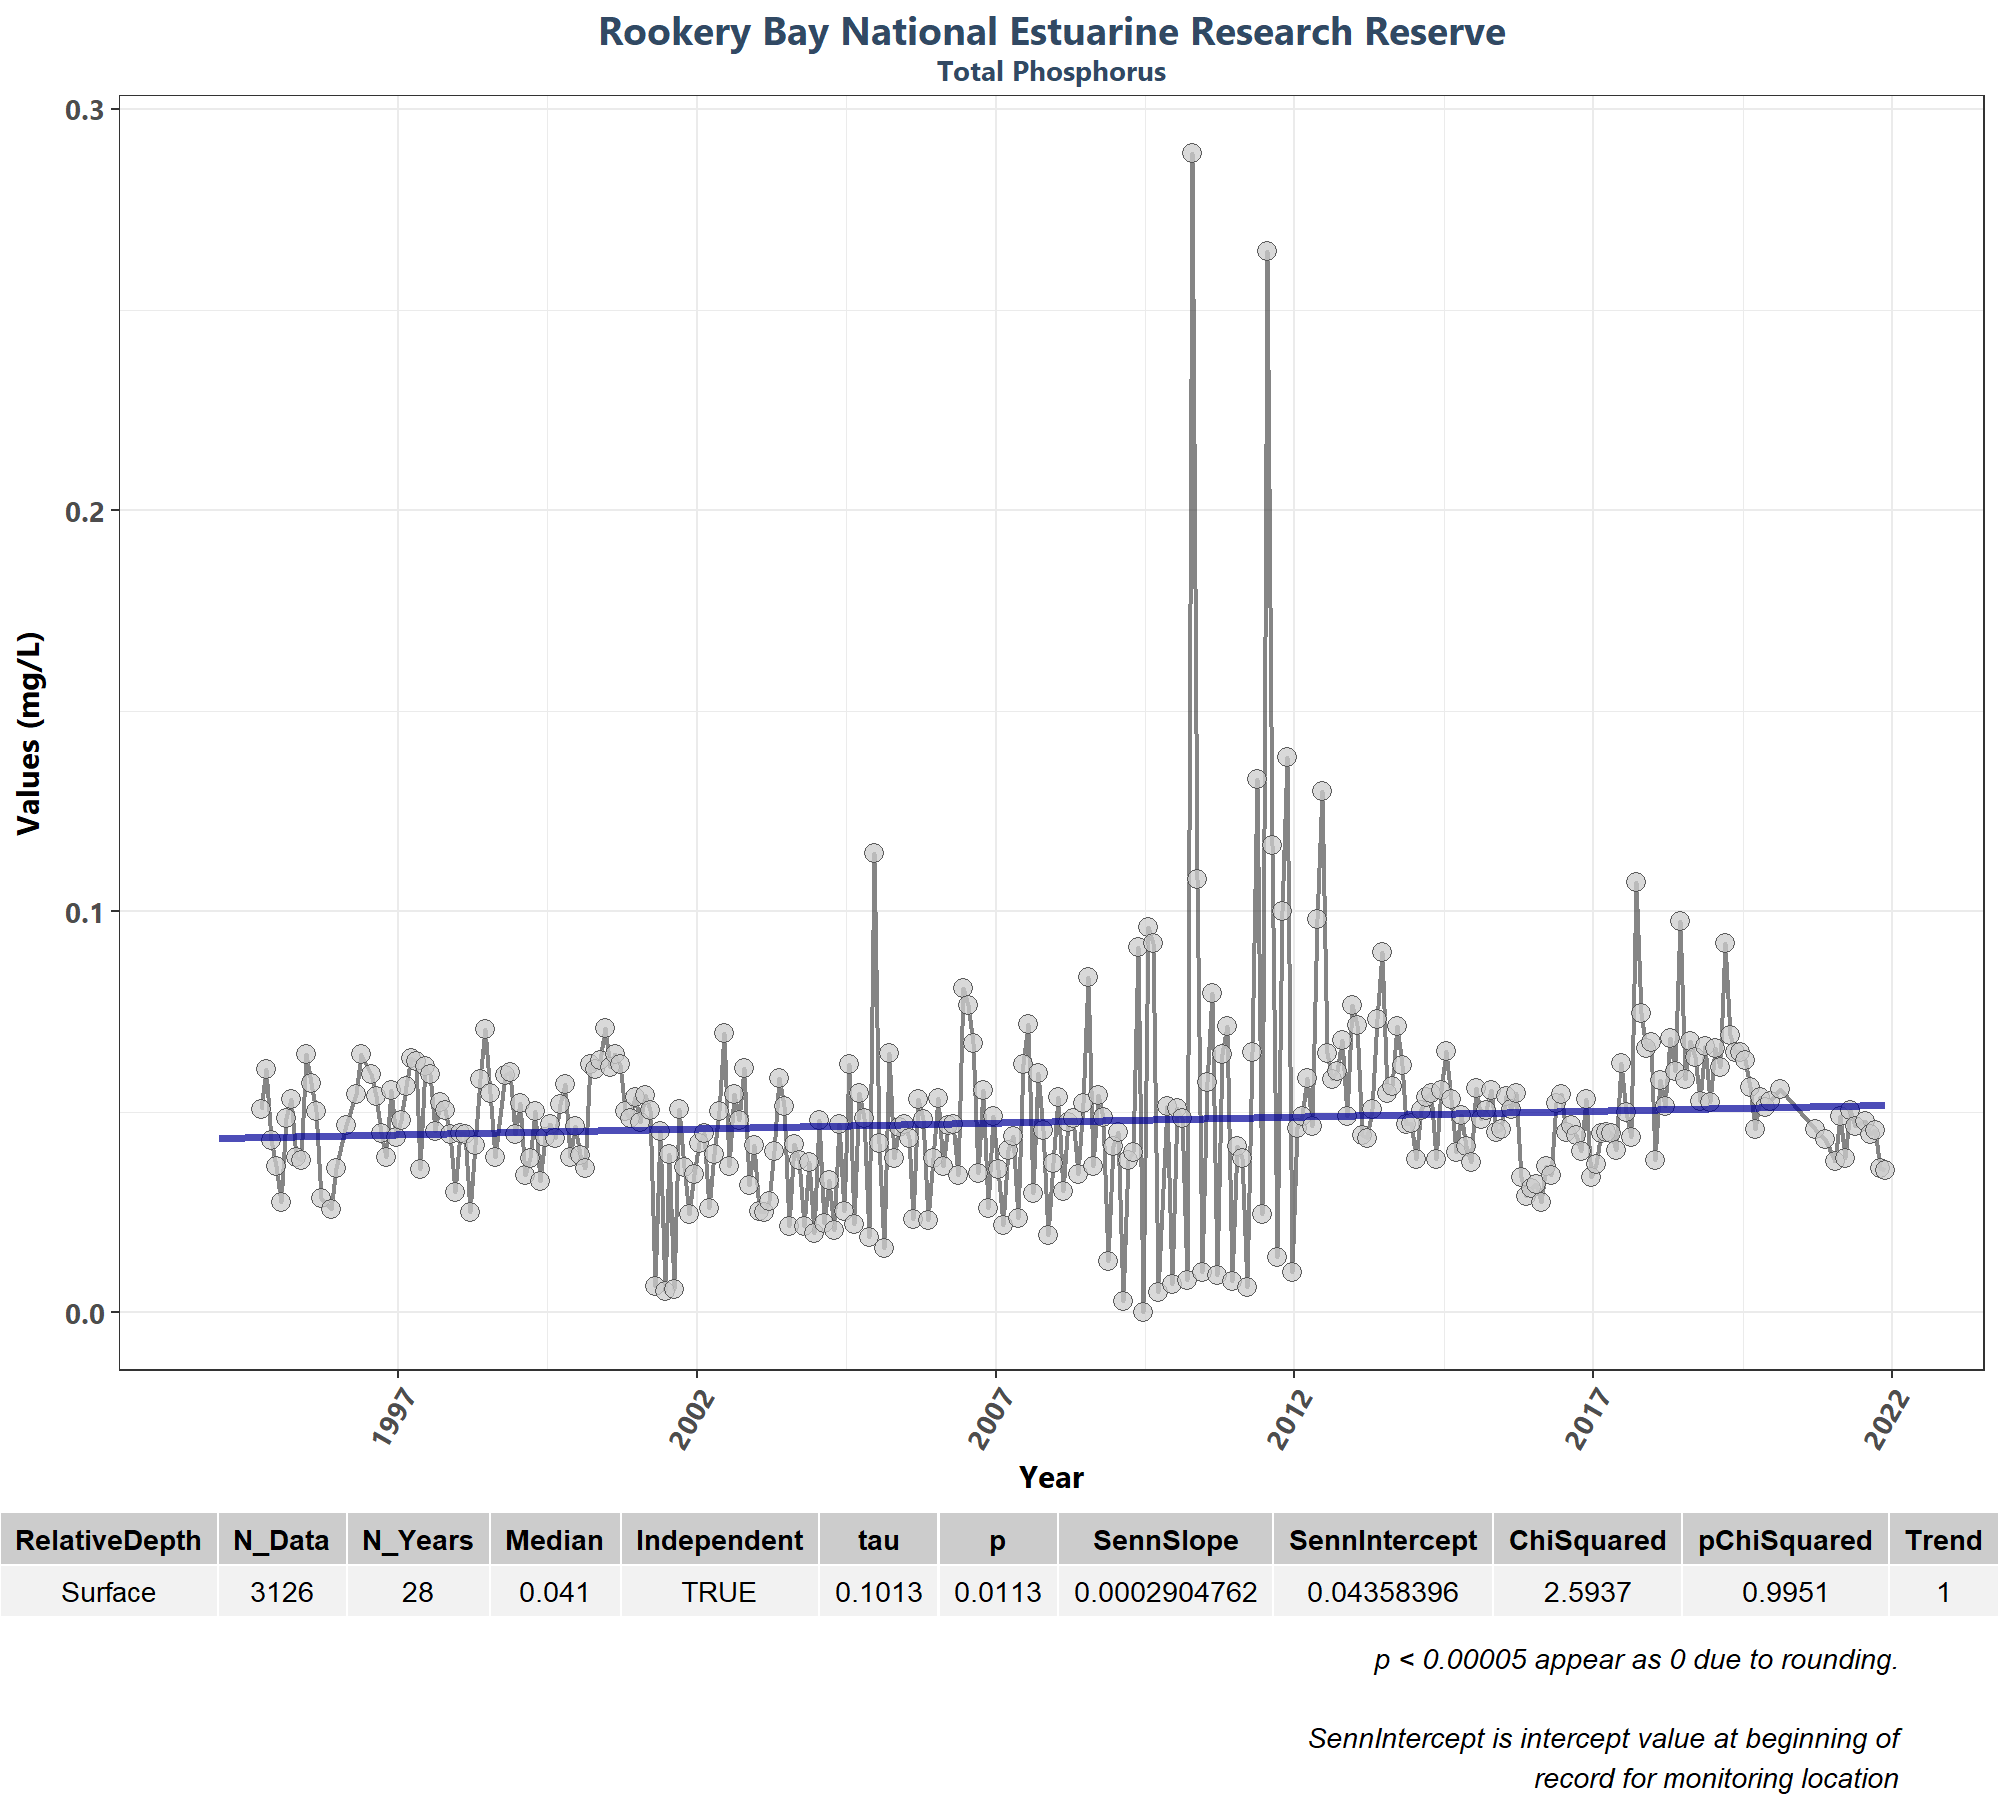 Rookery Bay National Estuarine Research Reserve
Total Phosphorus
0.3
0.2
0.1
0.0
Values (mg/L)
1997 2002 2007 2012 2017 2022
Year
RelativeDepth N_Data N_Years Median Independent tau p SennSlope SennIntercept ChiSquared pChiSquared Trend
Surface 3126 28 0.041 TRUE 0.1013 0.0113 0.0002904762 0.04358396 2.5937 0.9951 1
p < 0.00005 appear as 0 due to rounding.
SennIntercept is intercept value at beginning of
record for monitoring location